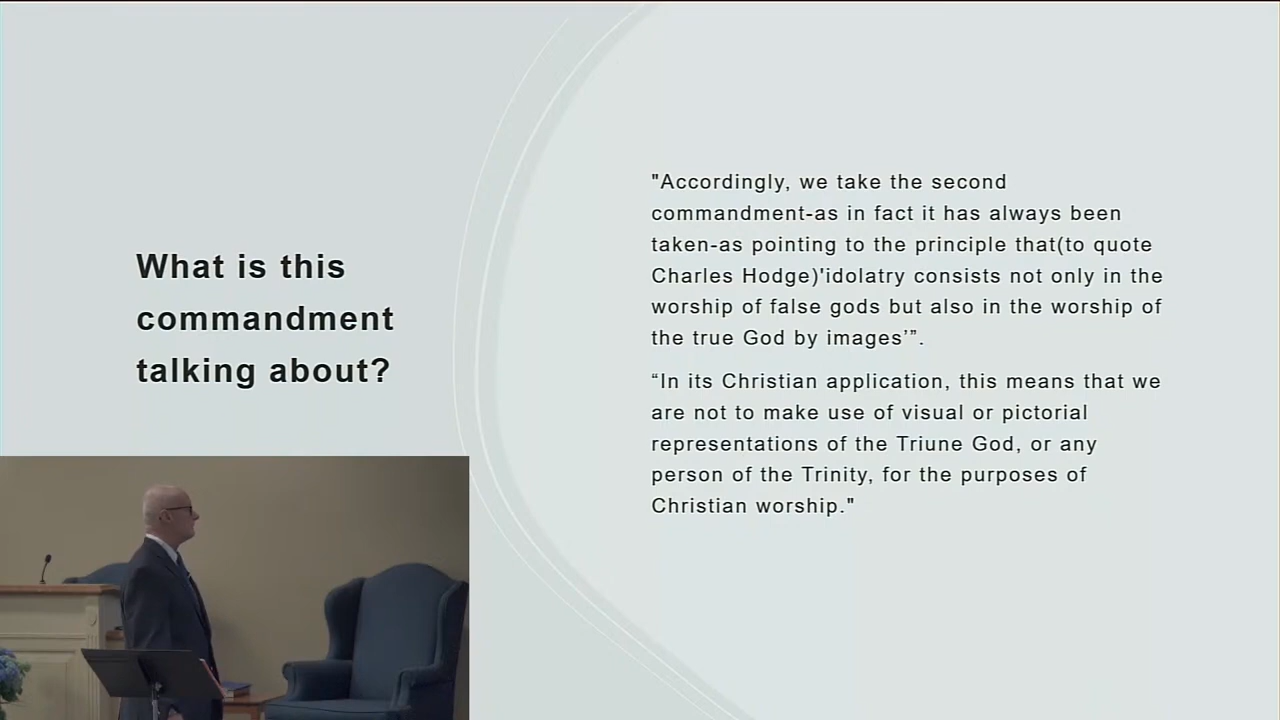 What is this
commandment
talking about?
"Accordingly, we take the second
commandment-as in fact it has always been
taken-as pointing to the principle that(to quote
Charles Hodge)'idolatry consists not only in the
worship of false gods but also in the worship of
the true God by images’”.
“In its Christian application, this means that we
are not to make use of visual or pictorial
representations of the Triune God, or any
person of the Trinity, for the purposes of
Christian worship."